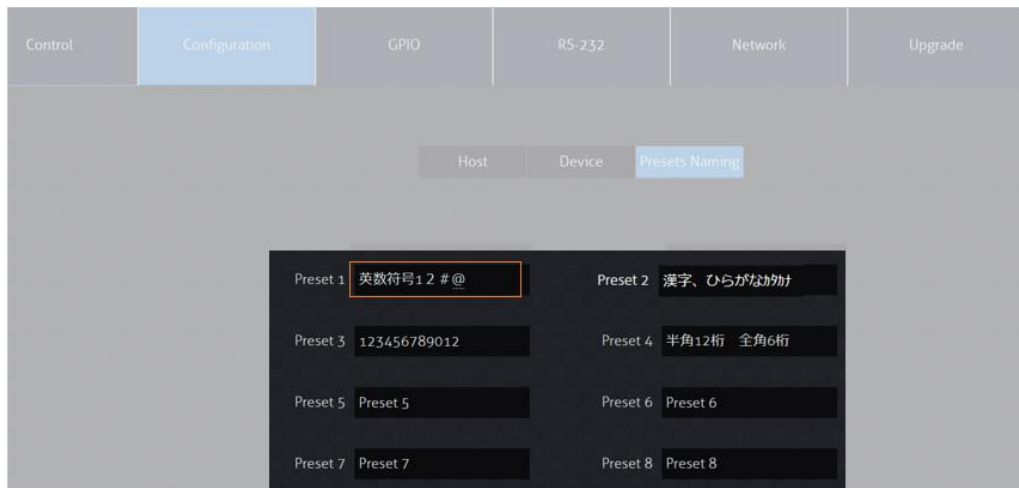 Control Configuration GPIO RS-232 Network Upgrade
Host Device Presets Naming
Preset 1 英数符号1２＃@ Preset 2 漢字、ひらがなｶﾀｶﾅ
Preset 3 123456789012 Preset 4 半角12桁　全角6桁
Preset 5 Preset 5 Preset 6 Preset 6
Preset 7 Preset 7 Preset 8 Preset 8